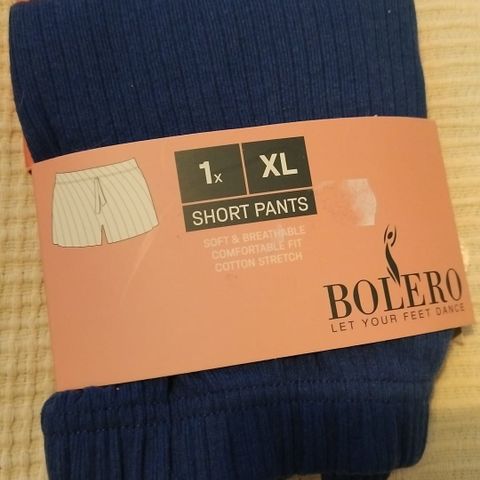 1x XL
SHORT PANTS
SOFT & BREATHABLE
COMFORTABLE FIT
COTTON STRETCH
BOLERO
LET YOUR FEET DANCE